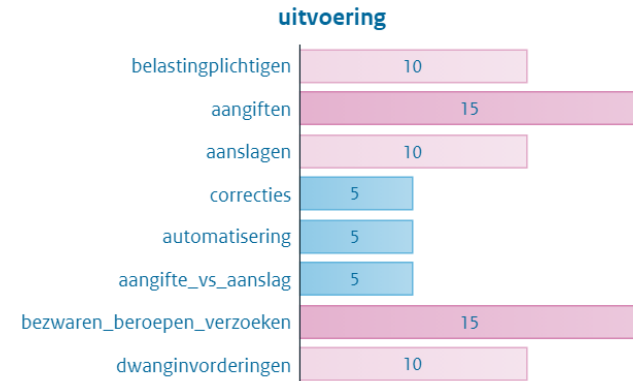 uitvoering
belastingplichtigen 10
aangiften 15
aanslagen 10
correcties 5
automatisering 5
aangifte_vs_aanslag 5
bezwaren_beroepen_verzoeken 15
dwanginvorderingen 10